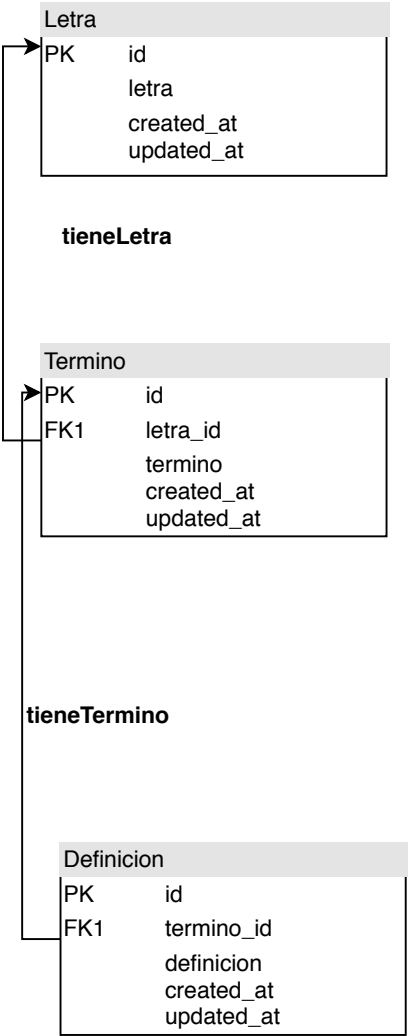 Letra
PK id
letra
created_at
updated_at
tieneLetra
Termino
PK id
FK1 letra_id
termino
created_at
updated_at
tieneTermino
Definicion
PK id
FK1 termino_id
definicion
created_at
updated_at